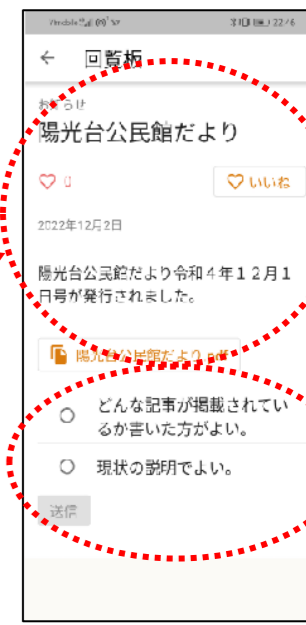 22:26
← 回覧板
お知らせ
陽光台公民館だより
0
いいね
2022年12月2日
陽光台公民館だより令和4年12月1
日号が発行されました。
陽光台公民館だより.pdf
どんな記事が掲載されてい
るか書いた方がよい。
現状の説明でよい。
送信